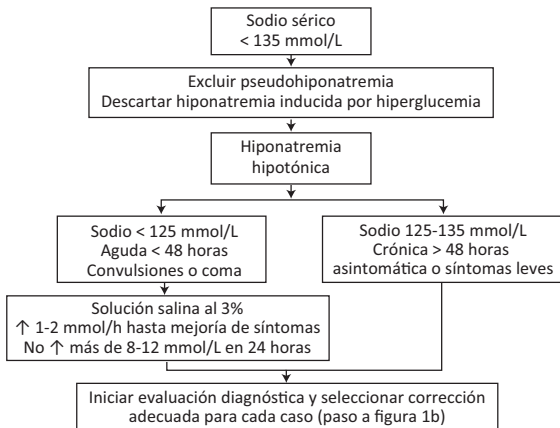 Sodio sérico
< 135 mmol/L
Excluir pseudohiponatremia
Descartar hiponatremia inducida por hiperglucemia
Hiponatremia
hipotónica
Sodio < 125 mmol/L
Aguda < 48 horas
Convulsiones o coma
Sodio 125-135 mmol/L
Crónica > 48 horas
asintomática o síntomas leves
Solución salina al 3%
↑ 1-2 mmol/h hasta mejoría de síntomas
No ↑ más de 8-12 mmol/L en 24 horas
Iniciar evaluación diagnóstica y seleccionar corrección
adecuada para cada caso (paso a figura 1b)